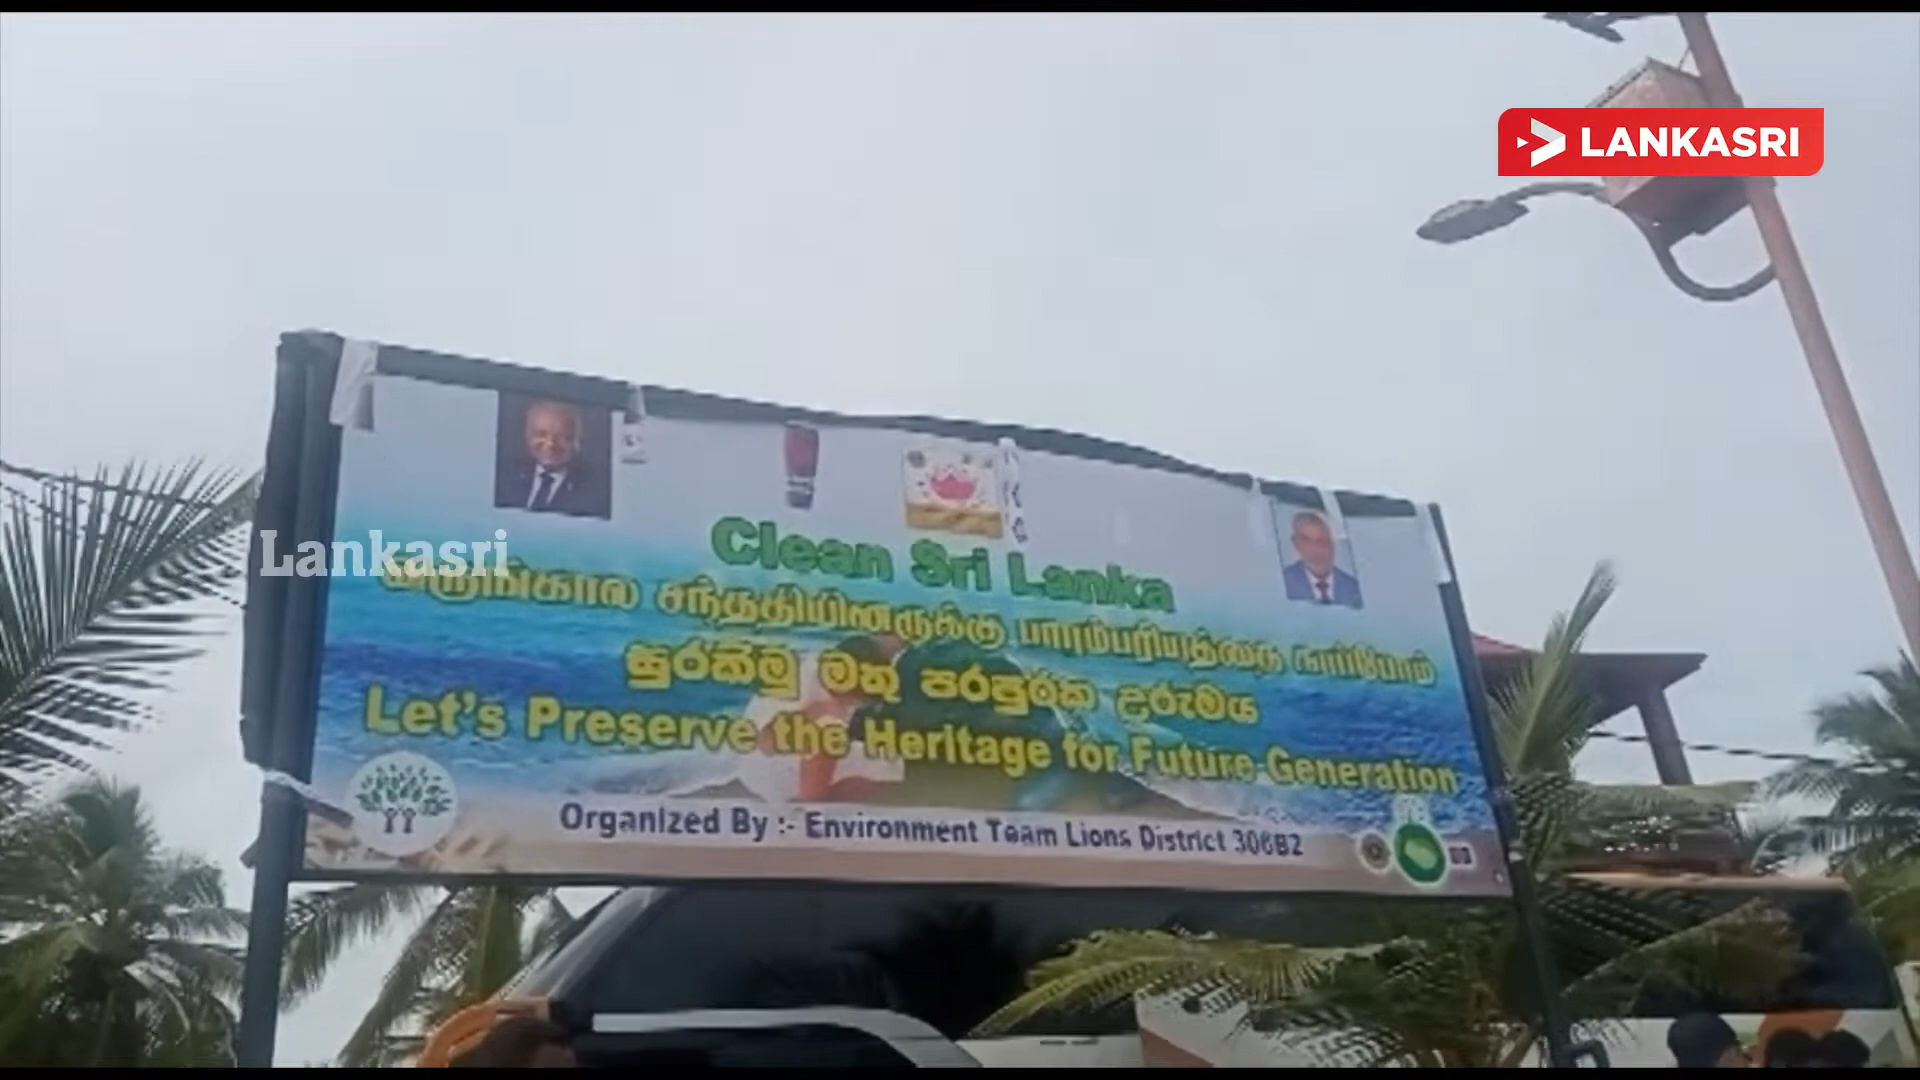 LANKASRI
Lankasri
Clean Sri Lanka
வருங்கால சந்ததியினருக்கு பாரம்பரியத்தை காப்போம்
සුරකිමු මතු පරපුරක උරුමය
Let's Preserve the Heritage for Future Generation
Organized By :- Environment Team Lions District 306B2